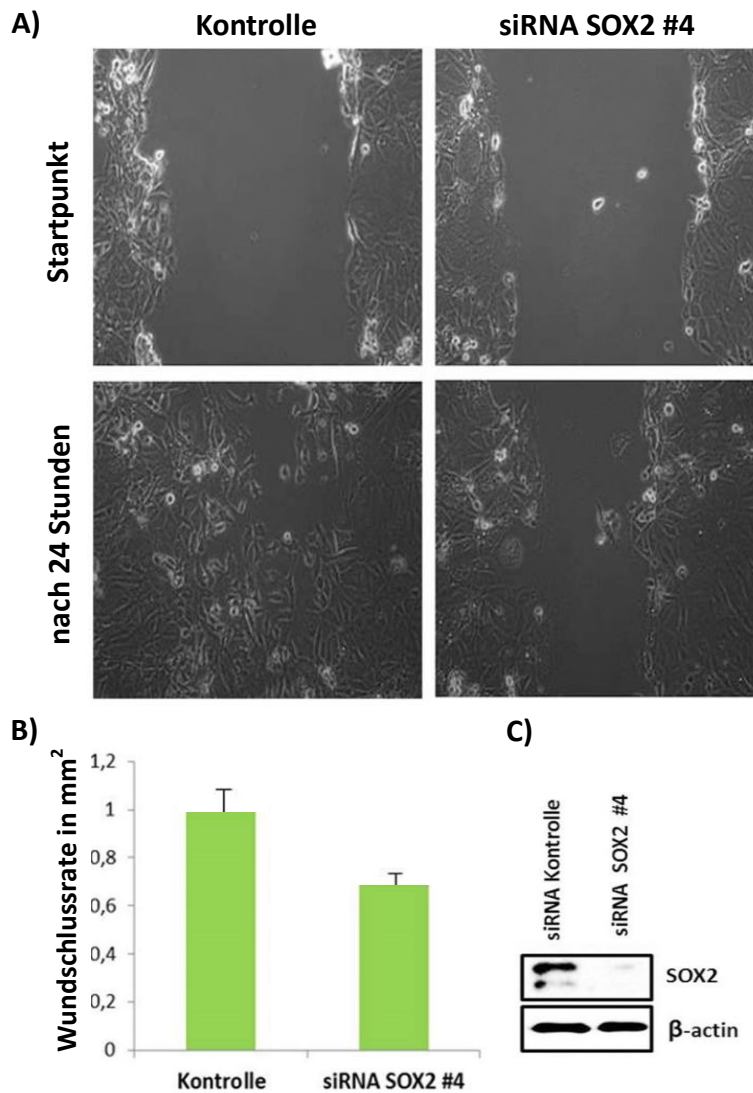 A)
Kontrolle
siRNA SOX2 #4
Startpunkt
nach 24 Stunden
B)
Wundschlussrate in mm²
1,2
1
0,8
0,6
0,4
0,2
0
Kontrolle
siRNA SOX2 #4
C)
siRNA Kontrolle
siRNA SOX2 #4
SOX2
β-actin